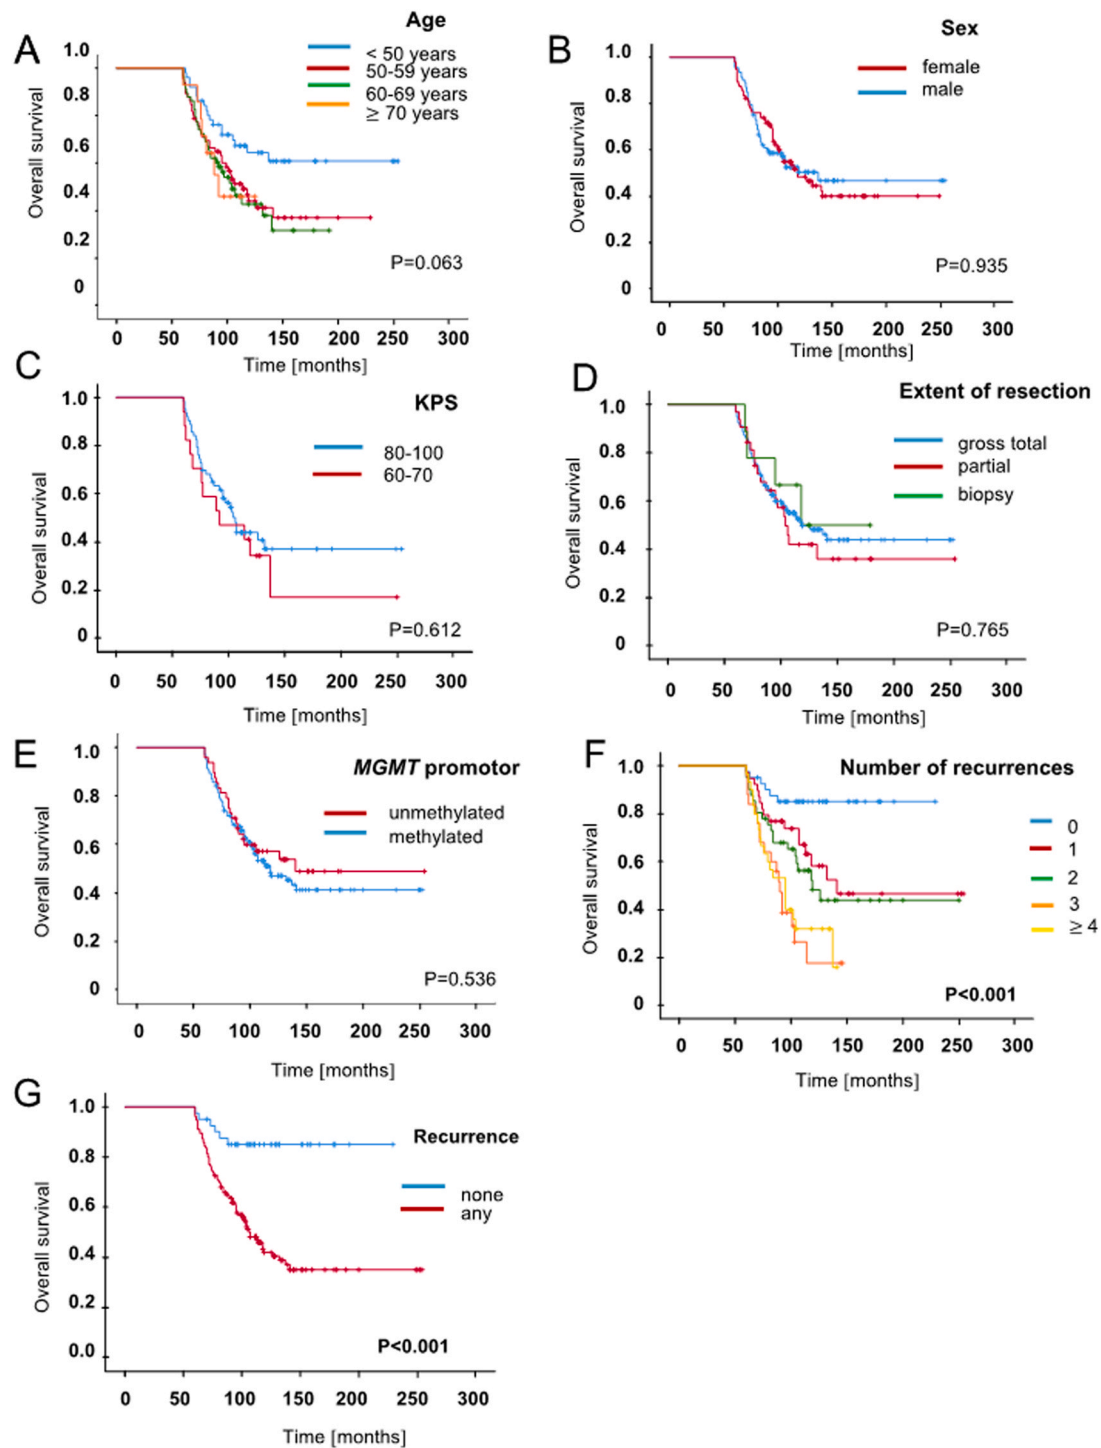 A
Age
1.0
0.8
0.6
0.4
0.2
0
Overall survival
< 50 years
50-59 years
60-69 years
≥ 70 years
P=0.063
0 50 100 150 200 250 300
Time [months]
B
Sex
1.0
0.8
0.6
0.4
0.2
0
Overall survival
female
male
P=0.935
0 50 100 150 200 250 300
Time [months]
C
KPS
1.0
0.8
0.6
0.4
0.2
0
Overall survival
80-100
60-70
P=0.612
0 50 100 150 200 250 300
Time [months]
D
Extent of resection
1.0
0.8
0.6
0.4
0.2
0
Overall survival
gross total
partial
biopsy
P=0.765
0 50 100 150 200 250 300
Time [months]
E
MGMT promotor
1.0
0.8
0.6
0.4
0.2
0
Overall survival
unmethylated
methylated
P=0.536
0 50 100 150 200 250 300
Time [months]
F
Number of recurrences
1.0
0.8
0.6
0.4
0.2
0
Overall survival
0
1
2
3
≥ 4
P<0.001
0 50 100 150 200 250 300
Time [months]
G
Recurrence
1.0
0.8
0.6
0.4
0.2
0.0
Overall survival
none
any
P<0.001
0 50 100 150 200 250 300
Time [months]